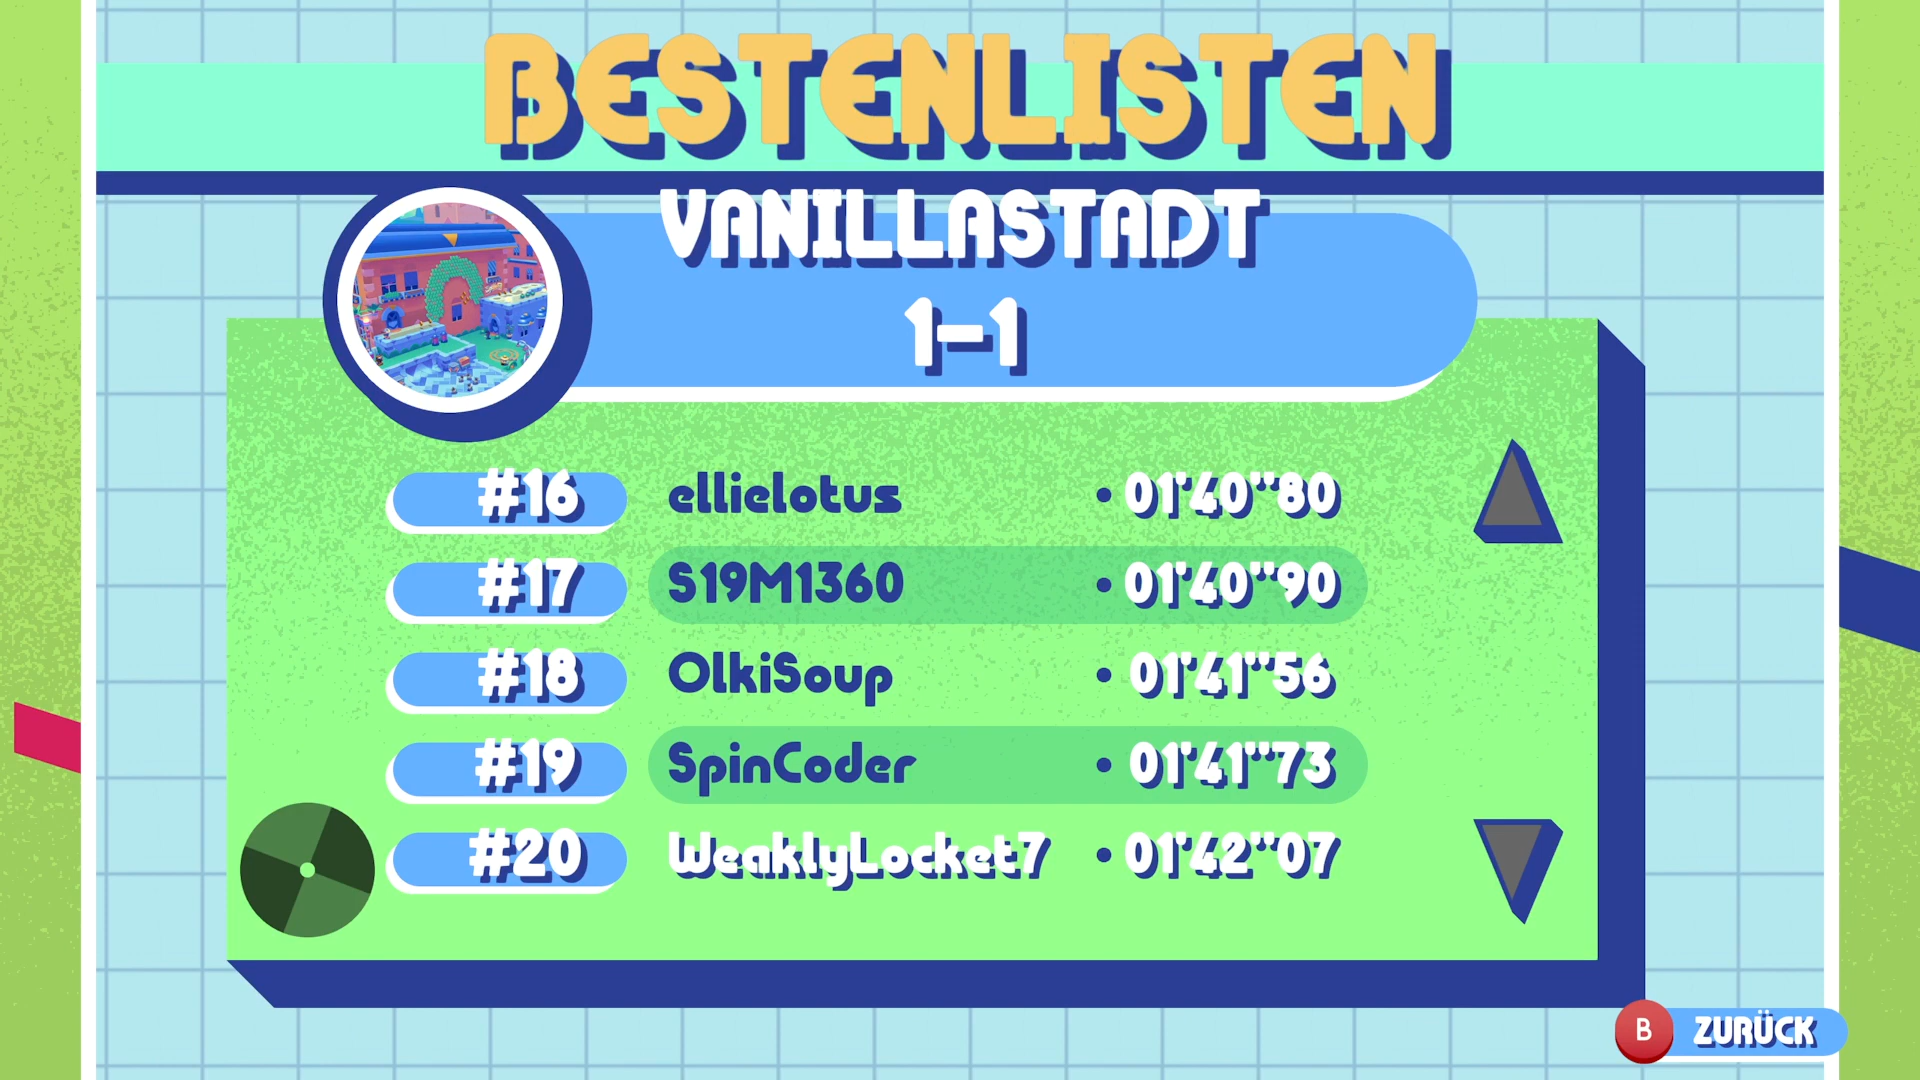 BESTENLISTEN
VANILLASTADT
1-1
#16 ellielotus • 01'40"80
#17 S19M1360 • 01'40"90
#18 OlkiSoup • 01'41"56
#19 SpinCoder • 01'41"73
#20 WeaklyLocket7 • 01'42"07
B ZURÜCK